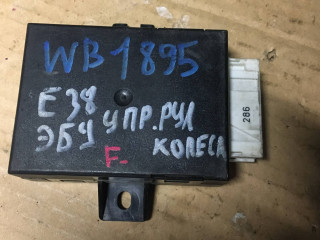 WB1895
E38
ЭБУ УПР.РУЛ
КОЛЕСА
F-
286